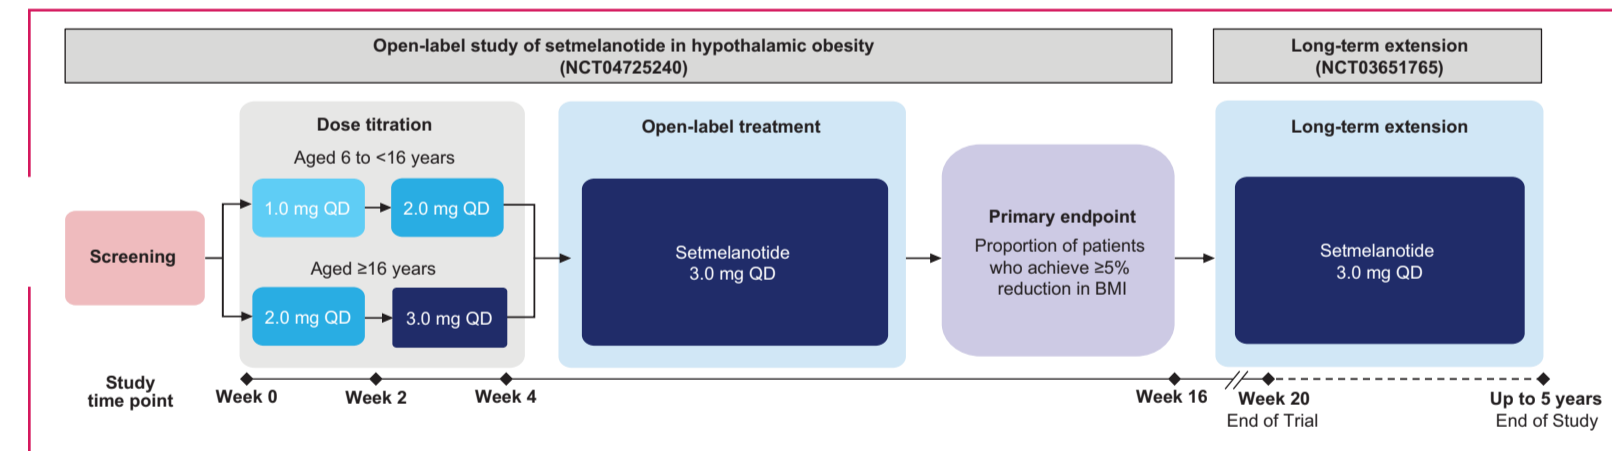 Open-label study of setmelanotide in hypothalamic obesity
(NCT04725240)
Long-term extension
(NCT03651765)
Dose titration
Aged 6 to <16 years
1.0 mg QD
2.0 mg QD
Aged ≥16 years
2.0 mg QD
3.0 mg QD
Screening
Open-label treatment
Setmelanotide
3.0 mg QD
Primary endpoint
Proportion of patients
who achieve ≥5%
reduction in BMI
Long-term extension
Setmelanotide
3.0 mg QD
Study
time point
Week 0
Week 2
Week 4
Week 16
Week 20
End of Trial
Up to 5 years
End of Study